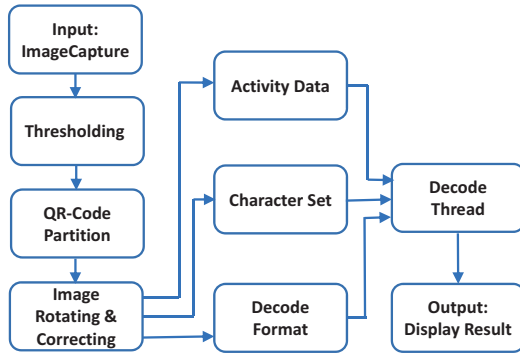 Input:
ImageCapture
Thresholding
QR-Code
Partition
Image
Rotating &
Correcting
Activity Data
Character Set
Decode
Format
Decode
Thread
Output:
Display Result